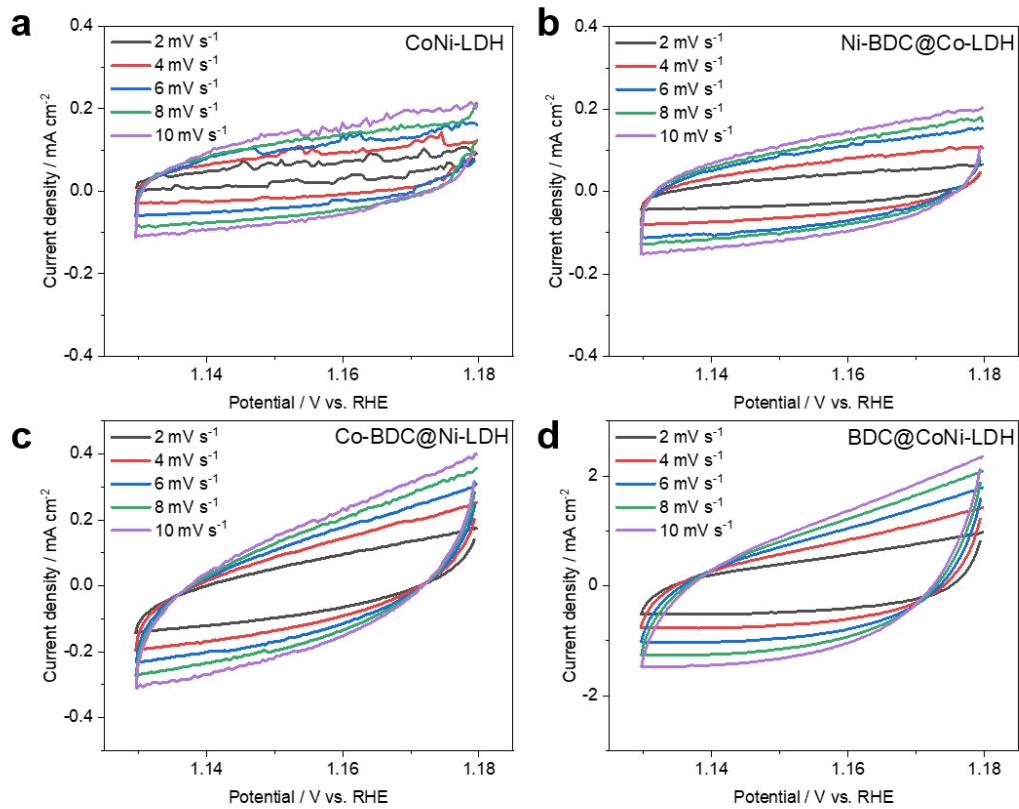 a
CoNi-LDH
2 mV s⁻¹
4 mV s⁻¹
6 mV s⁻¹
8 mV s⁻¹
10 mV s⁻¹
0.4
0.2
0.0
-0.2
-0.4
1.14
1.16
1.18
Current density / mA cm⁻²
Potential / V vs. RHE
b
Ni-BDC@Co-LDH
2 mV s⁻¹
4 mV s⁻¹
6 mV s⁻¹
8 mV s⁻¹
10 mV s⁻¹
0.4
0.2
0.0
-0.2
-0.4
1.14
1.16
1.18
Current density / mA cm⁻²
Potential / V vs. RHE
c
Co-BDC@Ni-LDH
2 mV s⁻¹
4 mV s⁻¹
6 mV s⁻¹
8 mV s⁻¹
10 mV s⁻¹
0.4
0.2
0.0
-0.2
-0.4
1.14
1.16
1.18
Current density / mA cm⁻²
Potential / V vs. RHE
d
BDC@CoNi-LDH
2 mV s⁻¹
4 mV s⁻¹
6 mV s⁻¹
8 mV s⁻¹
10 mV s⁻¹
2
0
-2
1.14
1.16
1.18
Current density / mA cm⁻²
Potential / V vs. RHE